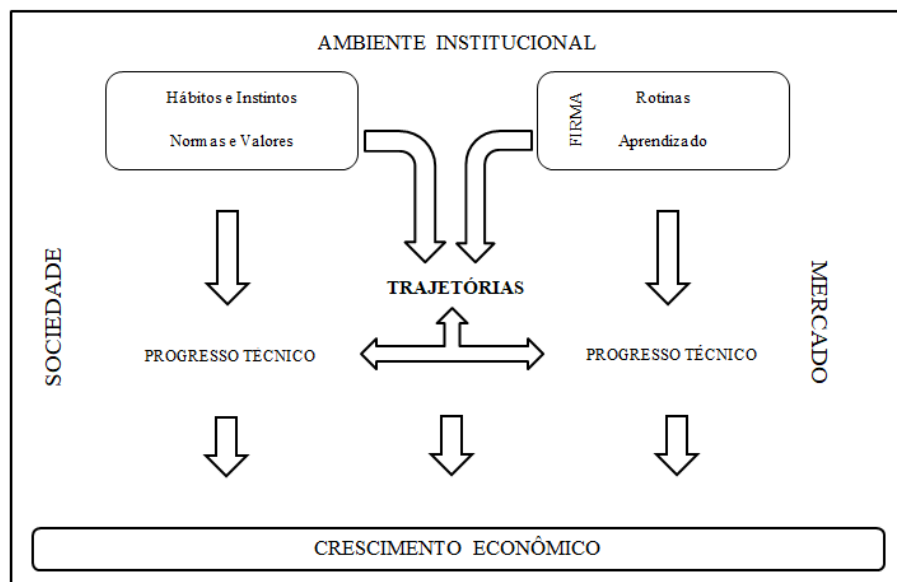 AMBIENTE INSTITUCIONAL
Hábitos e Instintos
Normas e Valores
FIRMA
Rotinas
Aprendizado
SOCIEDADE
TRAJETÓRIAS
MERCADO
PROGRESSO TÉCNICO
PROGRESSO TÉCNICO
CRESCIMENTO ECONÔMICO